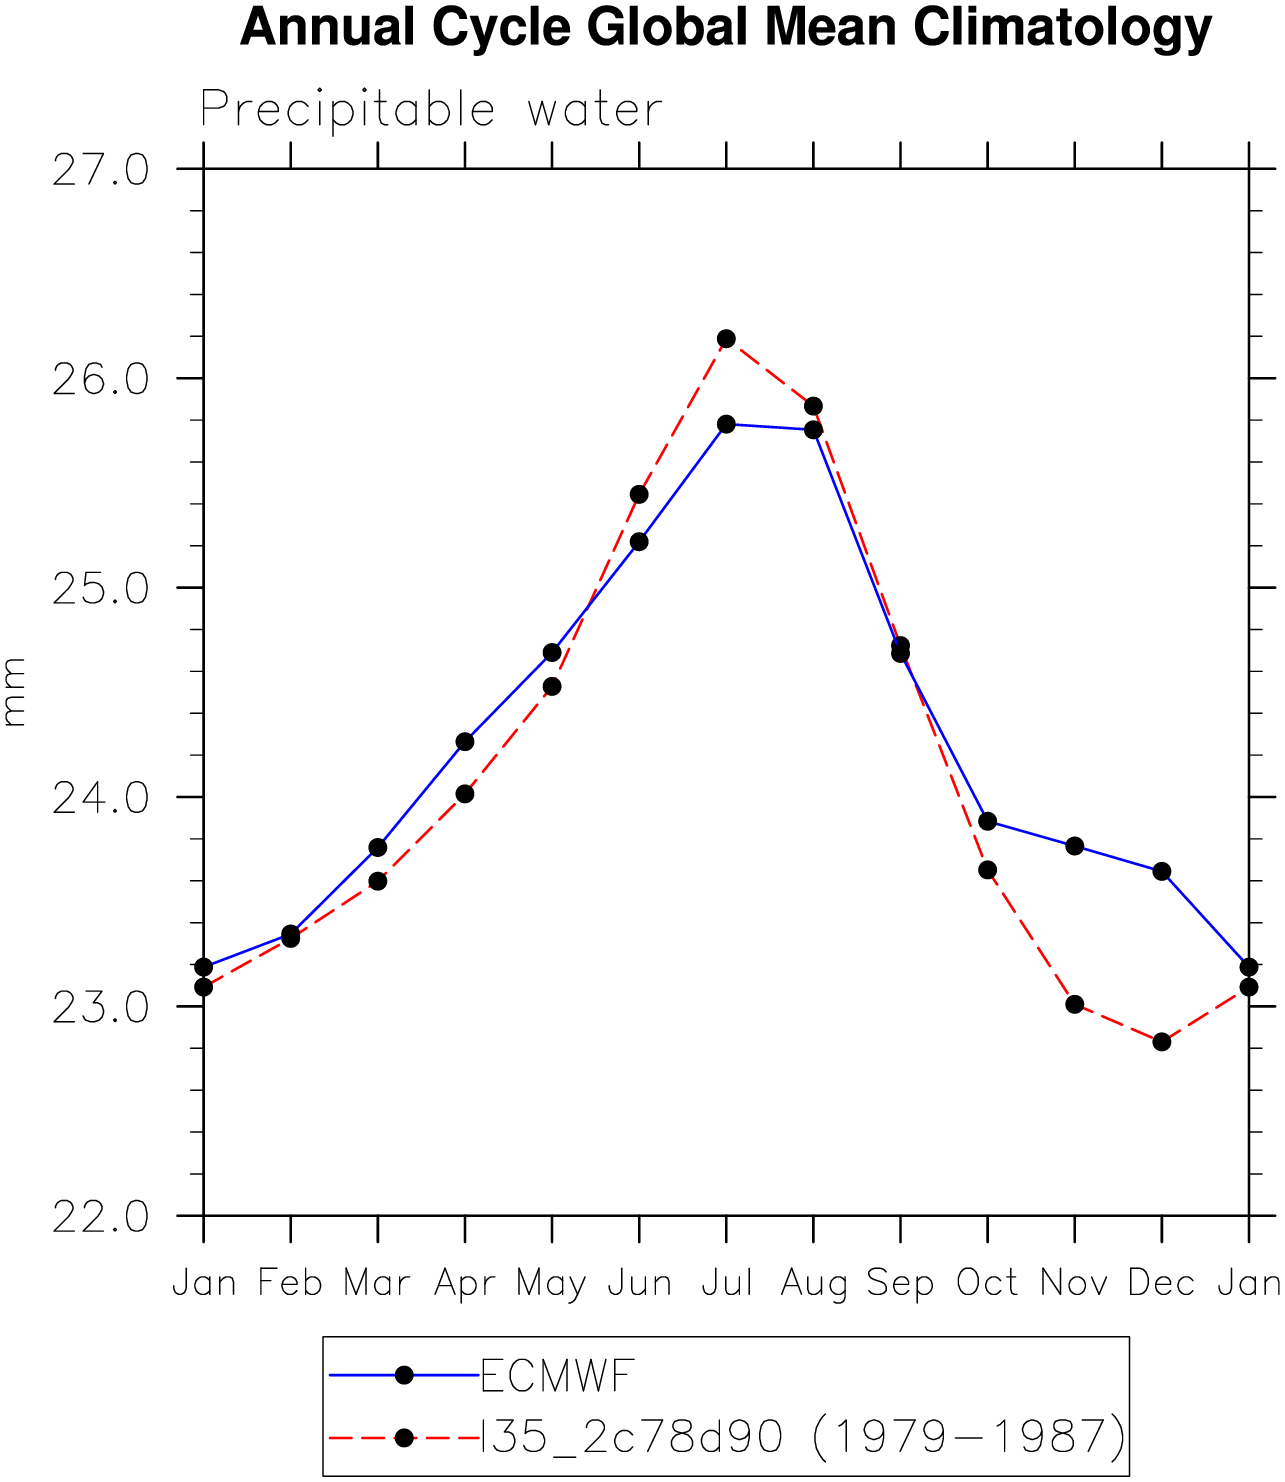 Annual Cycle Global Mean Climatology
Precipitable water
27.0
26.0
25.0
24.0
23.0
22.0
mm
Jan Feb Mar Apr May Jun Jul Aug Sep Oct Nov Dec Jan
ECMWF
I35_2c78d90 (1979-1987)